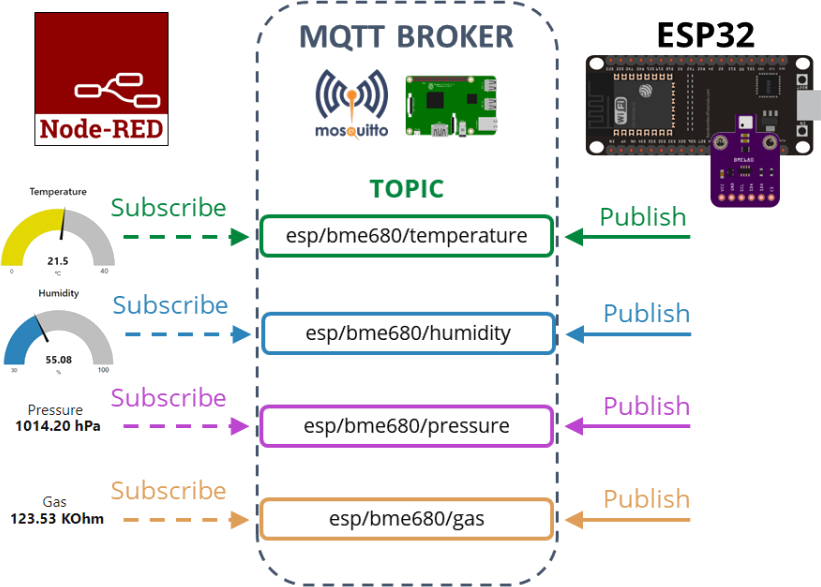 Node-RED
MQTT BROKER
mosquitto
ESP32
WiFi
BME680
TOPIC
Temperature
21.5
°C
0
40
Subscribe
esp/bme680/temperature
Publish
Humidity
55.08
%
30
100
Subscribe
esp/bme680/humidity
Publish
Pressure
1014.20 hPa
Subscribe
esp/bme680/pressure
Publish
Gas
123.53 KOhm
Subscribe
esp/bme680/gas
Publish